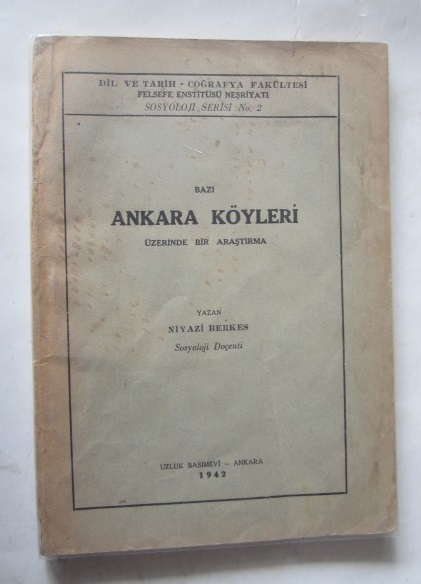 DİL VE TARİH - COĞRAFYA FAKÜLTESİ
FELSEFE ENSTİTÜSÜ NEŞRİYATI
SOSYOLOJİ SERİSİ No. 2
BAZI
ANKARA KÖYLERİ
ÜZERİNDE BİR ARAŞTIRMA
YAZAN
NİYAZİ BERKES
Sosyoloji Doçenti
UZLUK BASIMEVİ — ANKARA
1942